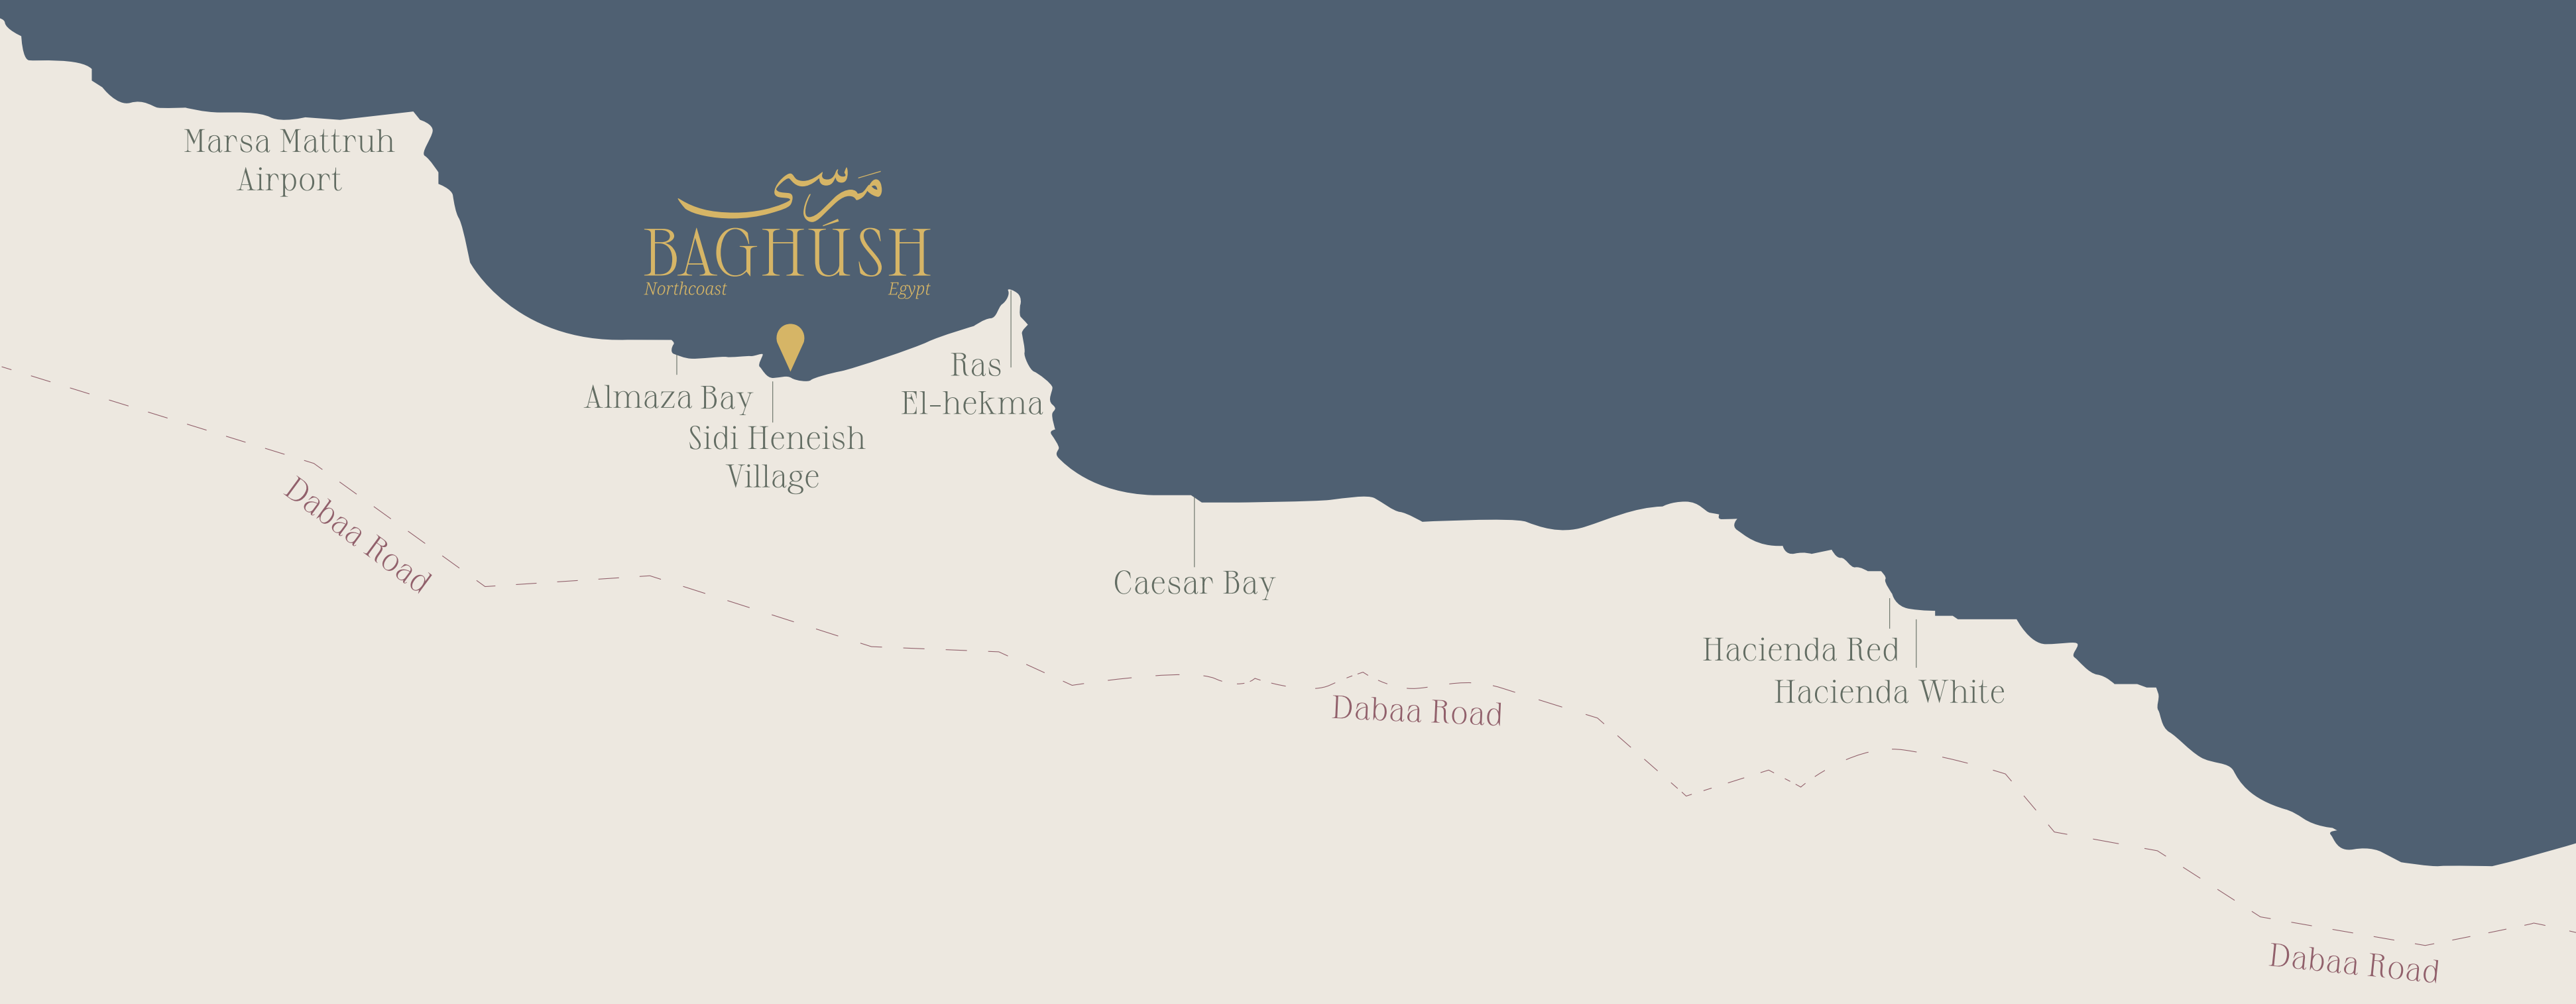 Marsa Mattruh
Airport
مَرسى
BAGHÚSH
Northcoast Egypt
Almaza Bay
Sidi Heneish
Village
Ras
El-hekma
Caesar Bay
Hacienda Red
Hacienda White
Dabaa Road
Dabaa Road
Dabaa Road